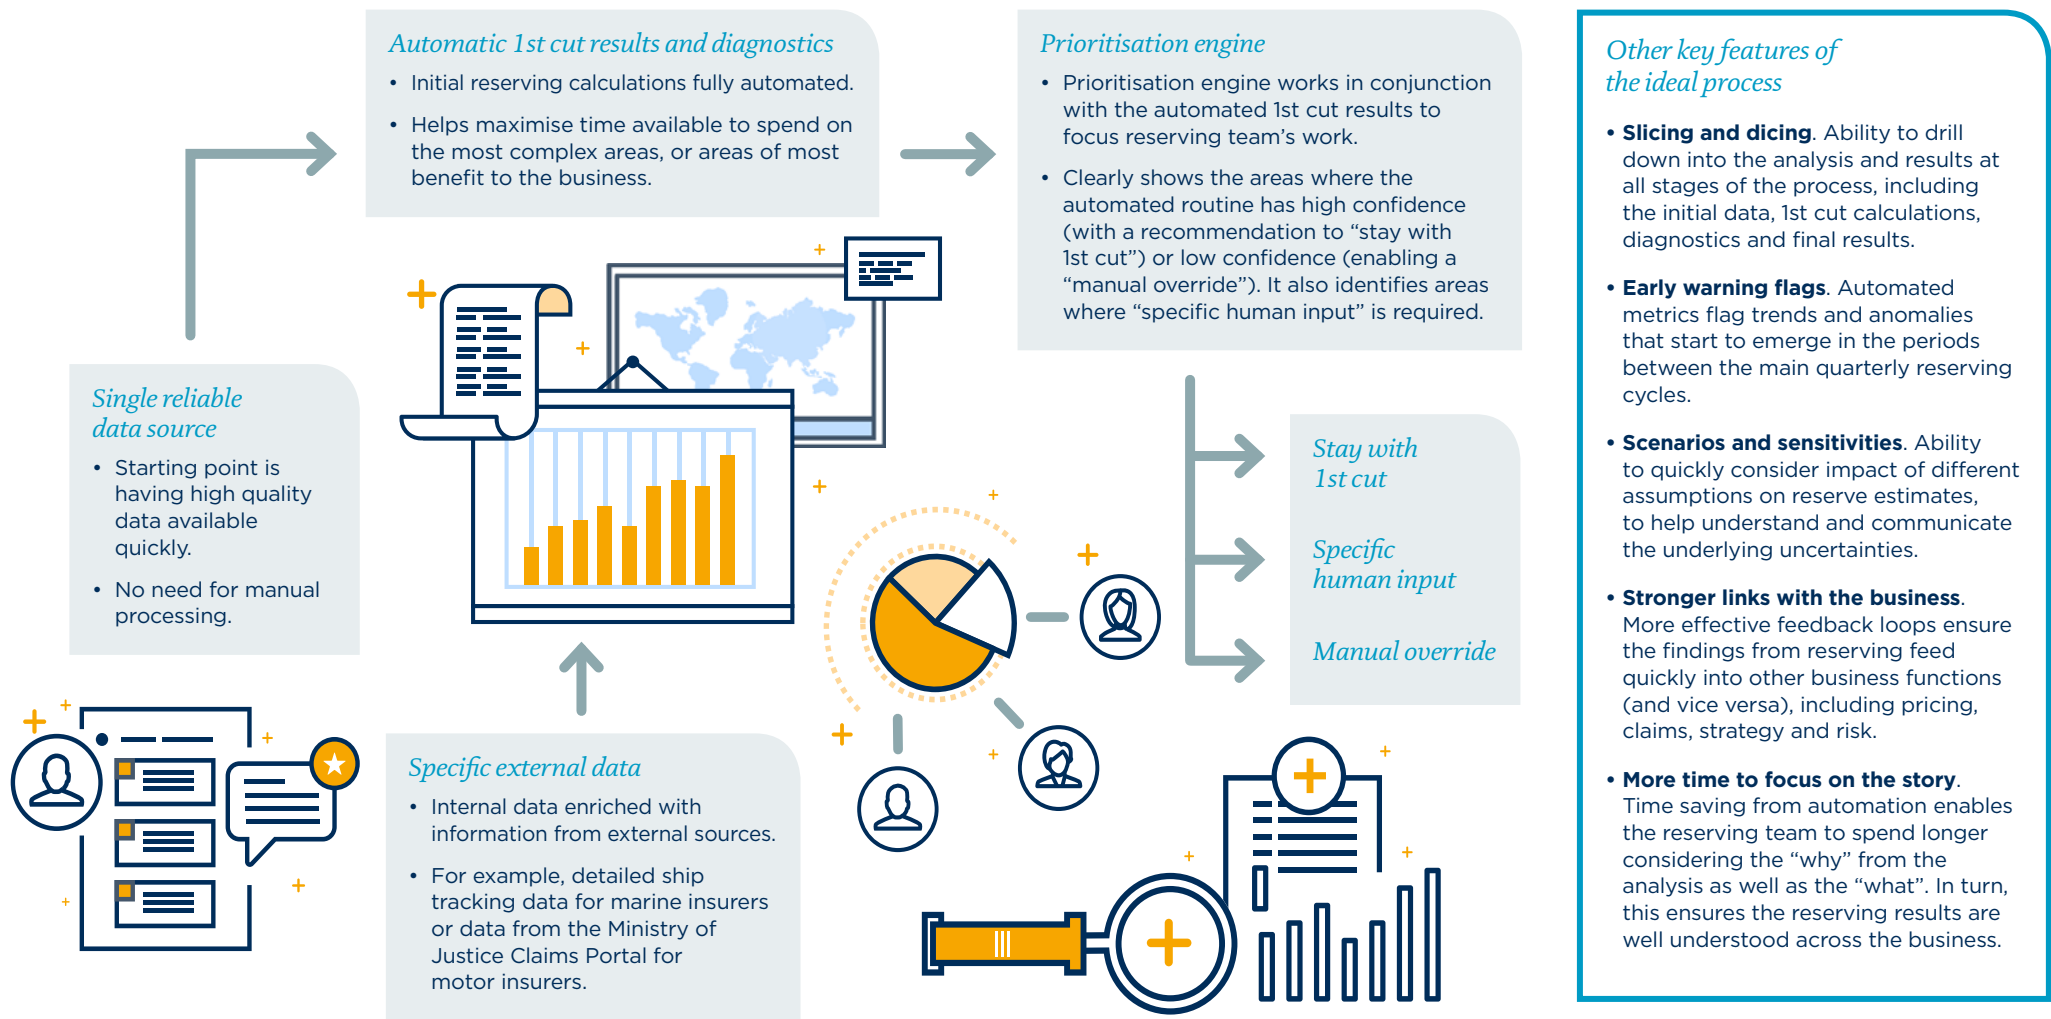 Automatic 1st cut results and diagnostics
• Initial reserving calculations fully automated.
• Helps maximise time available to spend on
the most complex areas, or areas of most
benefit to the business.
Prioritisation engine
• Prioritisation engine works in conjunction
with the automated 1st cut results to
focus reserving team’s work.
• Clearly shows the areas where the
automated routine has high confidence
(with a recommendation to “stay with
1st cut”) or low confidence (enabling a
“manual override”). It also identifies areas
where “specific human input” is required.
Single reliable
data source
• Starting point is
having high quality
data available
quickly.
• No need for manual
processing.
Stay with
1st cut
Specific
human input
Manual override
Specific external data
• Internal data enriched with
information from external sources.
• For example, detailed ship
tracking data for marine insurers
or data from the Ministry of
Justice Claims Portal for
motor insurers.
Other key features of
the ideal process
• Slicing and dicing. Ability to drill
down into the analysis and results at
all stages of the process, including
the initial data, 1st cut calculations,
diagnostics and final results.
• Early warning flags. Automated
metrics flag trends and anomalies
that start to emerge in the periods
between the main quarterly reserving
cycles.
• Scenarios and sensitivities. Ability
to quickly consider impact of different
assumptions on reserve estimates,
to help understand and communicate
the underlying uncertainties.
• Stronger links with the business.
More effective feedback loops ensure
the findings from reserving feed
quickly into other business functions
(and vice versa), including pricing,
claims, strategy and risk.
• More time to focus on the story.
Time saving from automation enables
the reserving team to spend longer
considering the “why” from the
analysis as well as the “what”. In turn,
this ensures the reserving results are
well understood across the business.